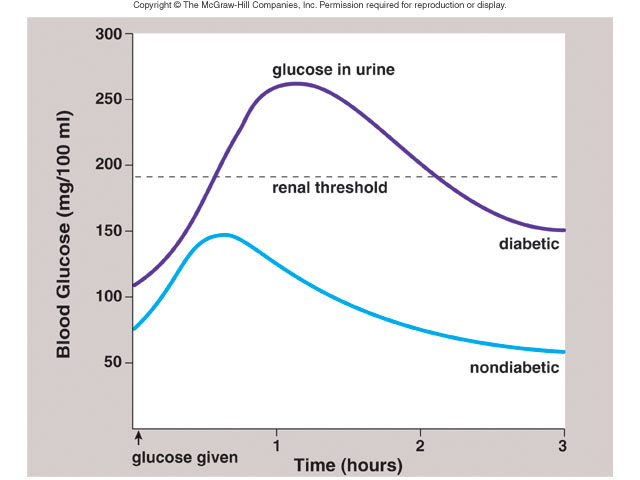 Copyright © The McGraw-Hill Companies, Inc. Permission required for reproduction or display.
300
glucose in urine
250
200
renal threshold
150
diabetic
100
50
nondiabetic
Blood Glucose (mg/100 ml)
1
2
3
glucose given
Time (hours)